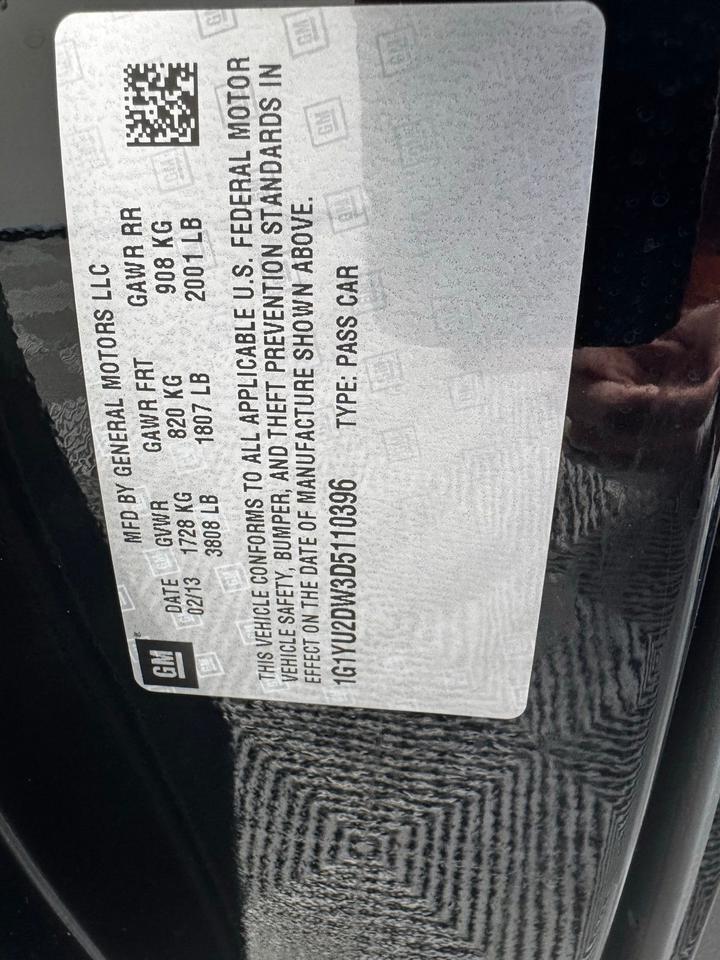 GM
MFD BY GENERAL MOTORS LLC
DATE GVWR GAWR FRT GAWR RR
02/13 1728 KG 820 KG 908 KG
3808 LB 1807 LB 2001 LB
THIS VEHICLE CONFORMS TO ALL APPLICABLE U.S. FEDERAL MOTOR
VEHICLE SAFETY, BUMPER, AND THEFT PREVENTION STANDARDS IN
EFFECT ON THE DATE OF MANUFACTURE SHOWN ABOVE.
1G1YU2DW3D5110396 TYPE: PASS CAR